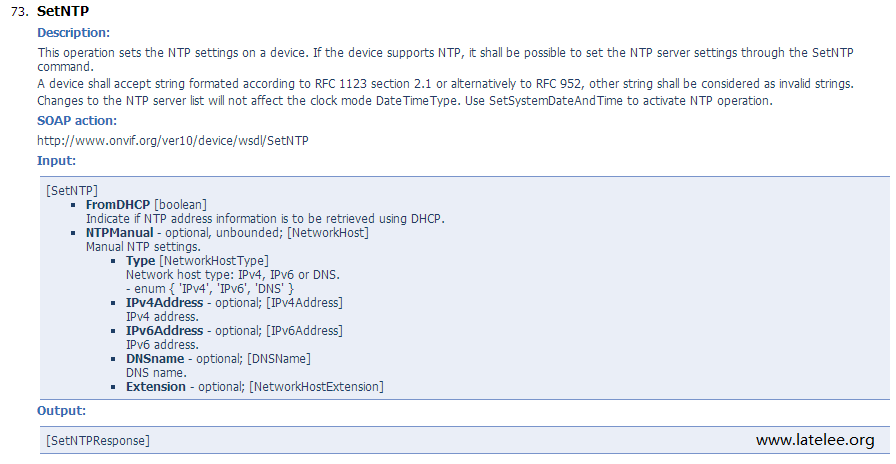 73. SetNTP
Description:
This operation sets the NTP settings on a device. If the device supports NTP, it shall be possible to set the NTP server settings through the SetNTP
command.
A device shall accept string formated according to RFC 1123 section 2.1 or alternatively to RFC 952, other string shall be considered as invalid strings.
Changes to the NTP server list will not affect the clock mode DateTimeType. Use SetSystemDateAndTime to activate NTP operation.
SOAP action:
http://www.onvif.org/ver10/device/wsdl/SetNTP
Input:
[SetNTP]
▪ FromDHCP [boolean]
Indicate if NTP address information is to be retrieved using DHCP.
▪ NTPManual - optional, unbounded; [NetworkHost]
Manual NTP settings.
▪ Type [NetworkHostType]
Network host type: IPv4, IPv6 or DNS.
- enum { 'IPv4', 'IPv6', 'DNS' }
▪ IPv4Address - optional; [IPv4Address]
IPv4 address.
▪ IPv6Address - optional; [IPv6Address]
IPv6 address.
▪ DNSname - optional; [DNSName]
DNS name.
▪ Extension - optional; [NetworkHostExtension]
Output:
[SetNTPResponse]
www.latelee.org